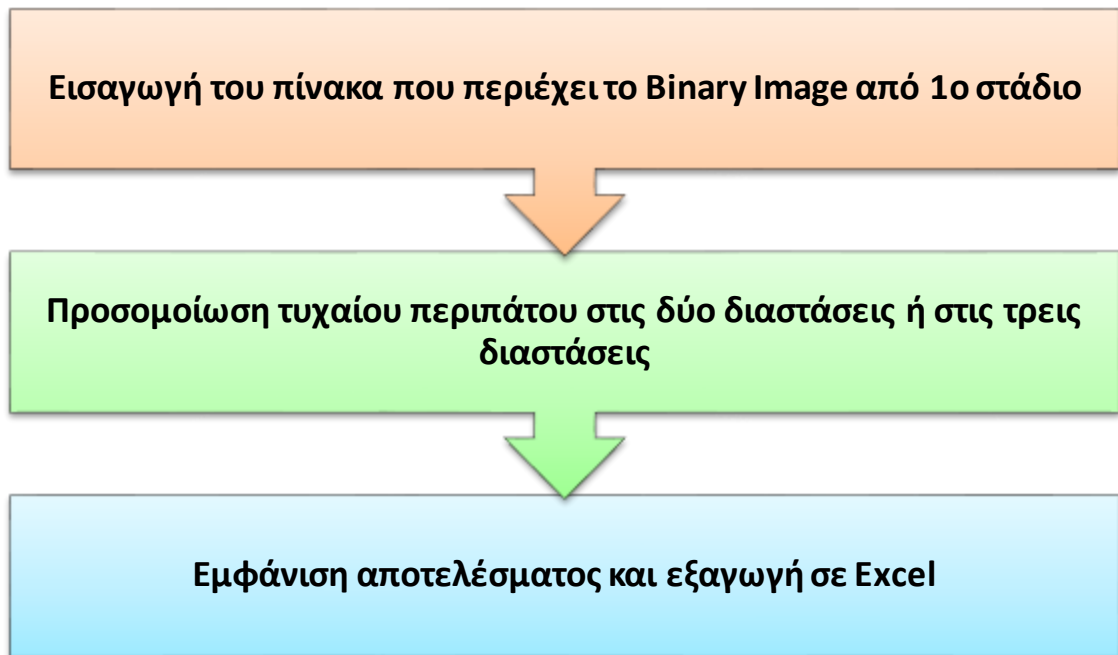 Εισαγωγή του πίνακα που περιέχει το Binary Image από 1ο στάδιο
Προσομοίωση τυχαίου περιπάτου στις δύο διαστάσεις ή στις τρεις
διαστάσεις
Εμφάνιση αποτελέσματος και εξαγωγή σε Excel